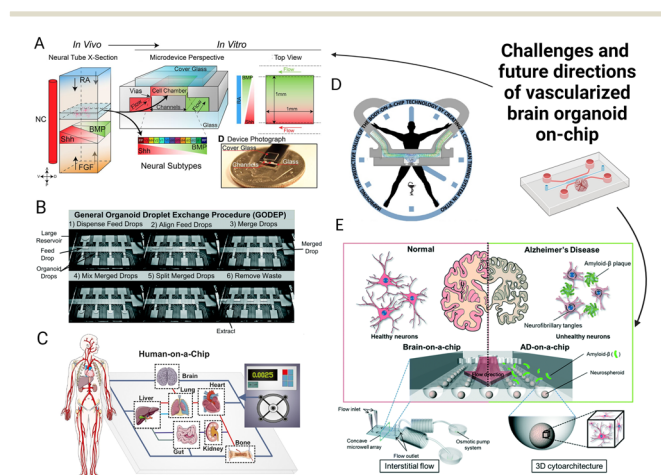 Challenges and
future directions
of vascularized
brain organoid
on-chip
A
In Vivo
In Vitro
Neural Tube X-Section
Microdevice Perspective
Top View
Cover Glass
RA
NC
BMP
Shh
FGF
Vias
Cell Chamber
Flow
Flow
Channels
Glass
Shh
BMP
Neural Subtypes
Flow
1mm
1mm
Flow
D Device Photograph
Cover Glass
Channels
Glass
B
General Organoid Droplet Exchange Procedure (GODEP)
1) Dispense Feed Drops
2) Align Feed Drops
3) Merge Drops
Large
Reservoir
Feed
Drop
Organoid
Drops
Merged
Drop
4) Mix Merged Drops
5) Split Merged Drops
6) Remove Waste
Extract
C
Human-on-a-Chip
Brain
Lung
Heart
Liver
Gut
Kidney
Bone
0.0025
D
E
Normal
Alzheimer's Disease
Amyloid-β plaque
Healthy neurons
Neurofibrillary tangles
Unhealthy neurons
Brain-on-a-chip
AD-on-a-chip
Flow direction
Amyloid-β
Neurospheroid
Flow inlet
Concave
microwell array
Flow outlet
Osmotic pump
system
Interstitial flow
3D cytoarchitecture